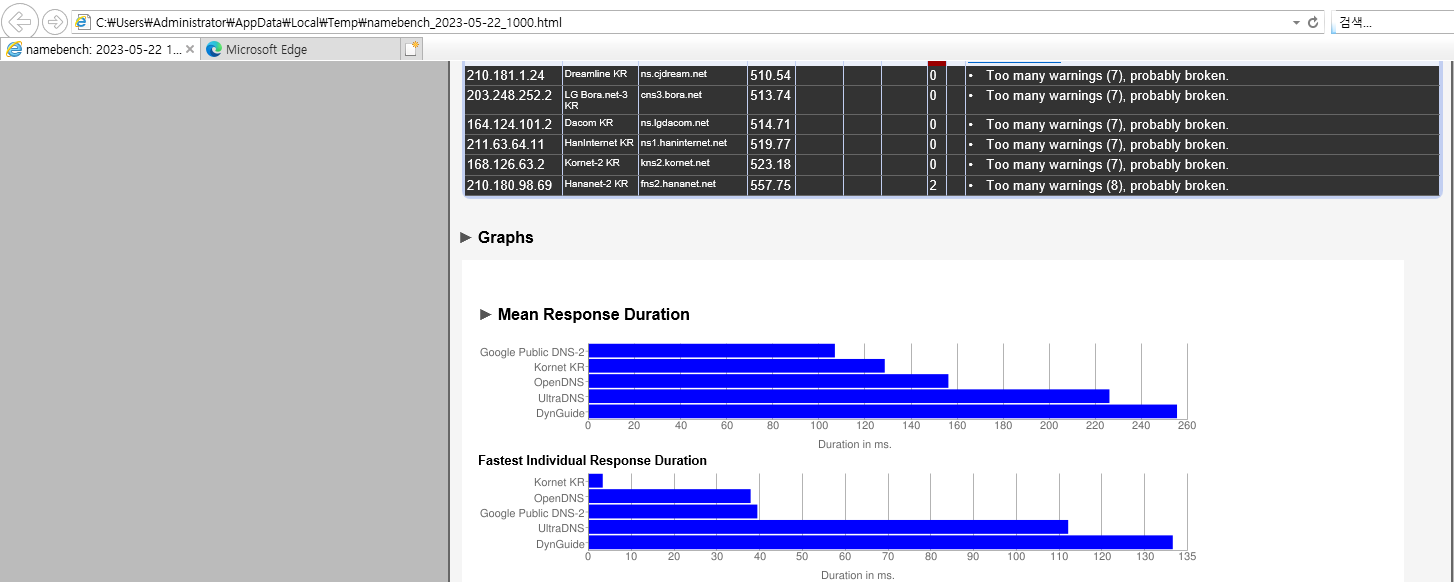 C:₩Users₩Administrator₩AppData₩Local₩Temp₩namebench_2023-05-22_1000.html
검색...
namebench: 2023-05-22 1...
Microsoft Edge
210.181.1.24 Dreamline KR ns.cjdream.net 510.54 0 • Too many warnings (7), probably broken.
203.248.252.2 LG Bora.net-3 KR cns3.bora.net 513.74 0 • Too many warnings (7), probably broken.
164.124.101.2 Dacom KR ns.lgdacom.net 514.71 0 • Too many warnings (7), probably broken.
211.63.64.11 HanInternet KR ns1.haninternet.net 519.77 0 • Too many warnings (7), probably broken.
168.126.63.2 Kornet-2 KR kns2.kornet.net 523.18 0 • Too many warnings (7), probably broken.
210.180.98.69 Hananet-2 KR fns2.hananet.net 557.75 2 • Too many warnings (8), probably broken.
Graphs
Mean Response Duration
Google Public DNS-2
Kornet KR
OpenDNS
UltraDNS
DynGuide
0 20 40 60 80 100 120 140 160 180 200 220 240 260
Duration in ms.
Fastest Individual Response Duration
Kornet KR
OpenDNS
Google Public DNS-2
UltraDNS
DynGuide
0 10 20 30 40 50 60 70 80 90 100 110 120 130 135
Duration in ms.